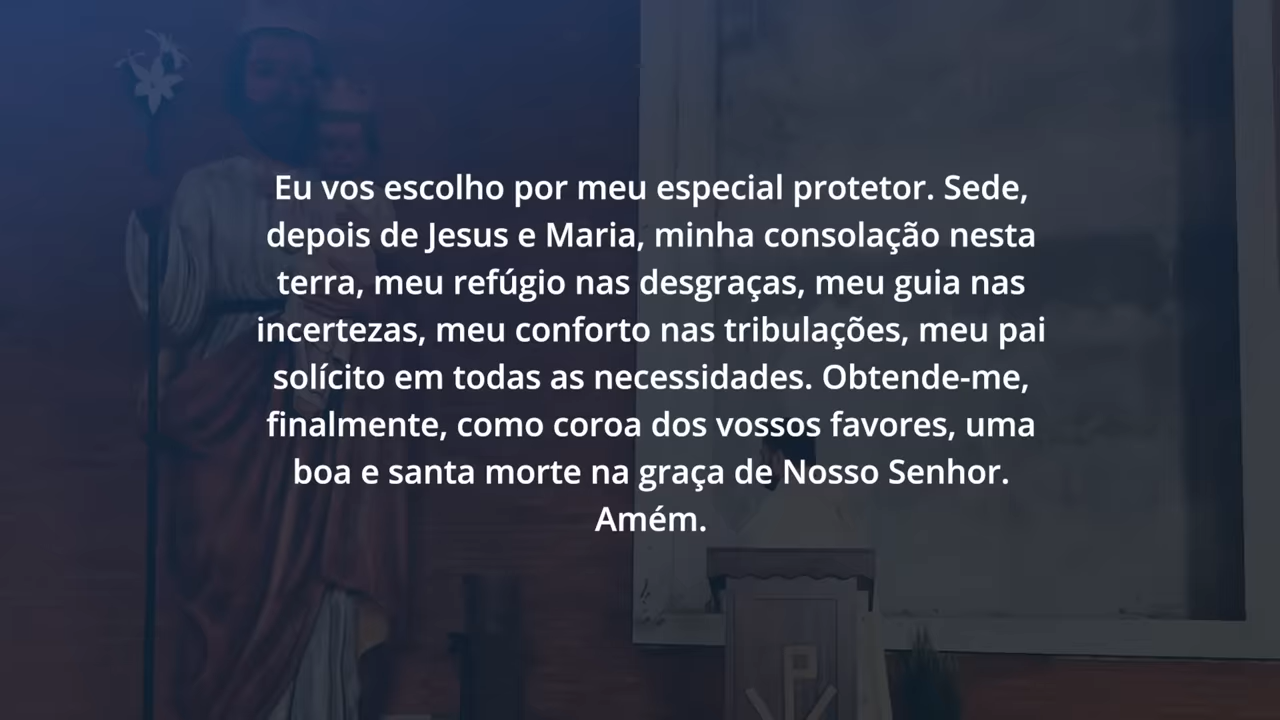 Eu vos escolho por meu especial protetor. Sede,
depois de Jesus e Maria, minha consolação nesta
terra, meu refúgio nas desgraças, meu guia nas
incertezas, meu conforto nas tribulações, meu pai
solícito em todas as necessidades. Obtende-me,
finalmente, como coroa dos vossos favores, uma
boa e santa morte na graça de Nosso Senhor.
Amém.